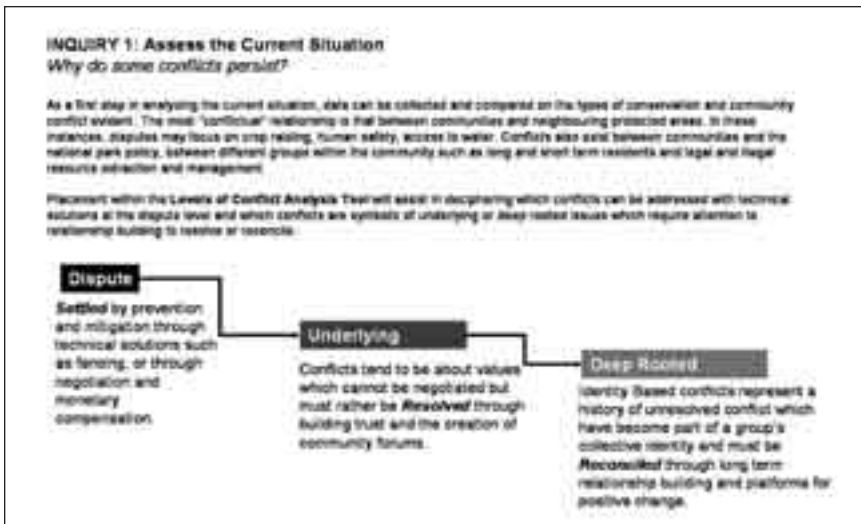 INQUIRY 1: Assess the Current Situation
Why do some conflicts persist?
As a first step in analyzing the current situation, data can be collected and compared on the types of conservation and community
conflict evident. The most "conflictual" relationship is that between communities and neighbouring protected areas. In these
instances, disputes may focus on crop raiding, human safety, access to water. Conflicts also exist between communities and the
national park policy, between different groups within the community such as long and short term residents and legal and illegal
resource extraction and management.
Placement within the Levels of Conflict Analysis Tool will assist in deciphering which conflicts can be addressed with technical
solutions at the dispute level and which conflicts are symbols of underlying or deep rooted issues which require attention to
relationship building to resolve or reconcile.
Dispute
Settled by prevention
and mitigation through
technical solutions such
as fencing, or through
negotiation and
monetary
compensation.
Underlying
Conflicts tend to be about values
which cannot be negotiated but
must rather be Resolved through
building trust and the creation of
community forums.
Deep Rooted
Identity Based conflicts represent a
history of unresolved conflict which
have become part of a group's
collective identity and must be
Reconciled through long term
relationship building and platforms for
positive change.